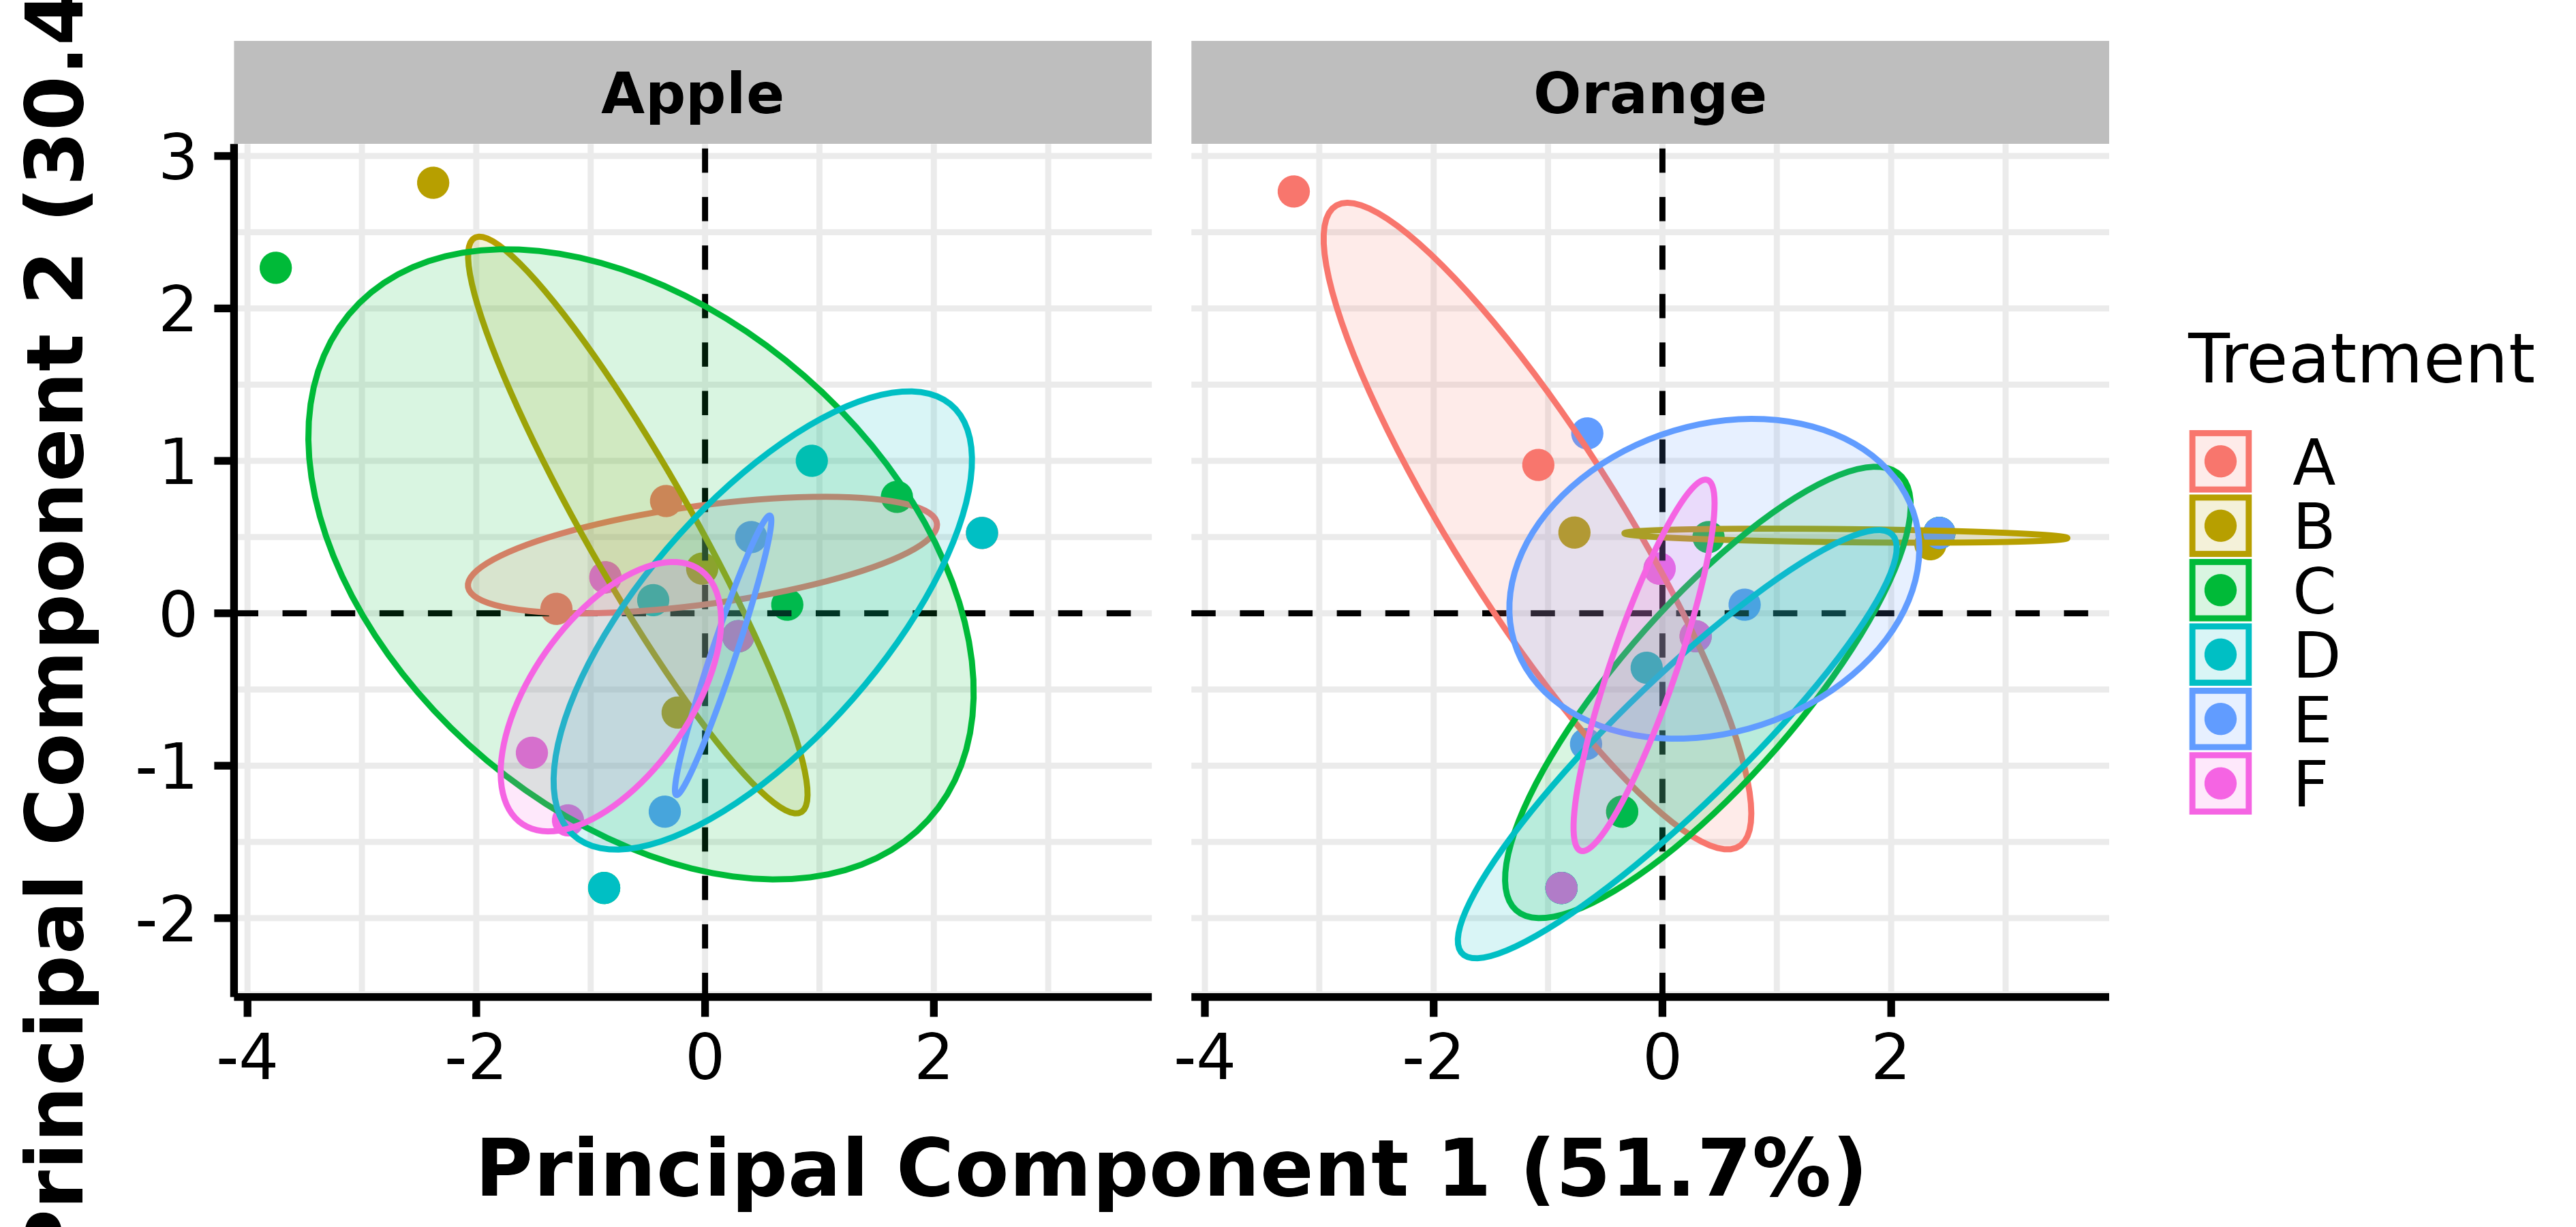 Apple
Orange
Principal Component 2 (30.4
3
2
1
0
-1
-2
-4
-2
0
2
-4
-2
0
2
Principal Component 1 (51.7%)
Treatment
A
B
C
D
E
F